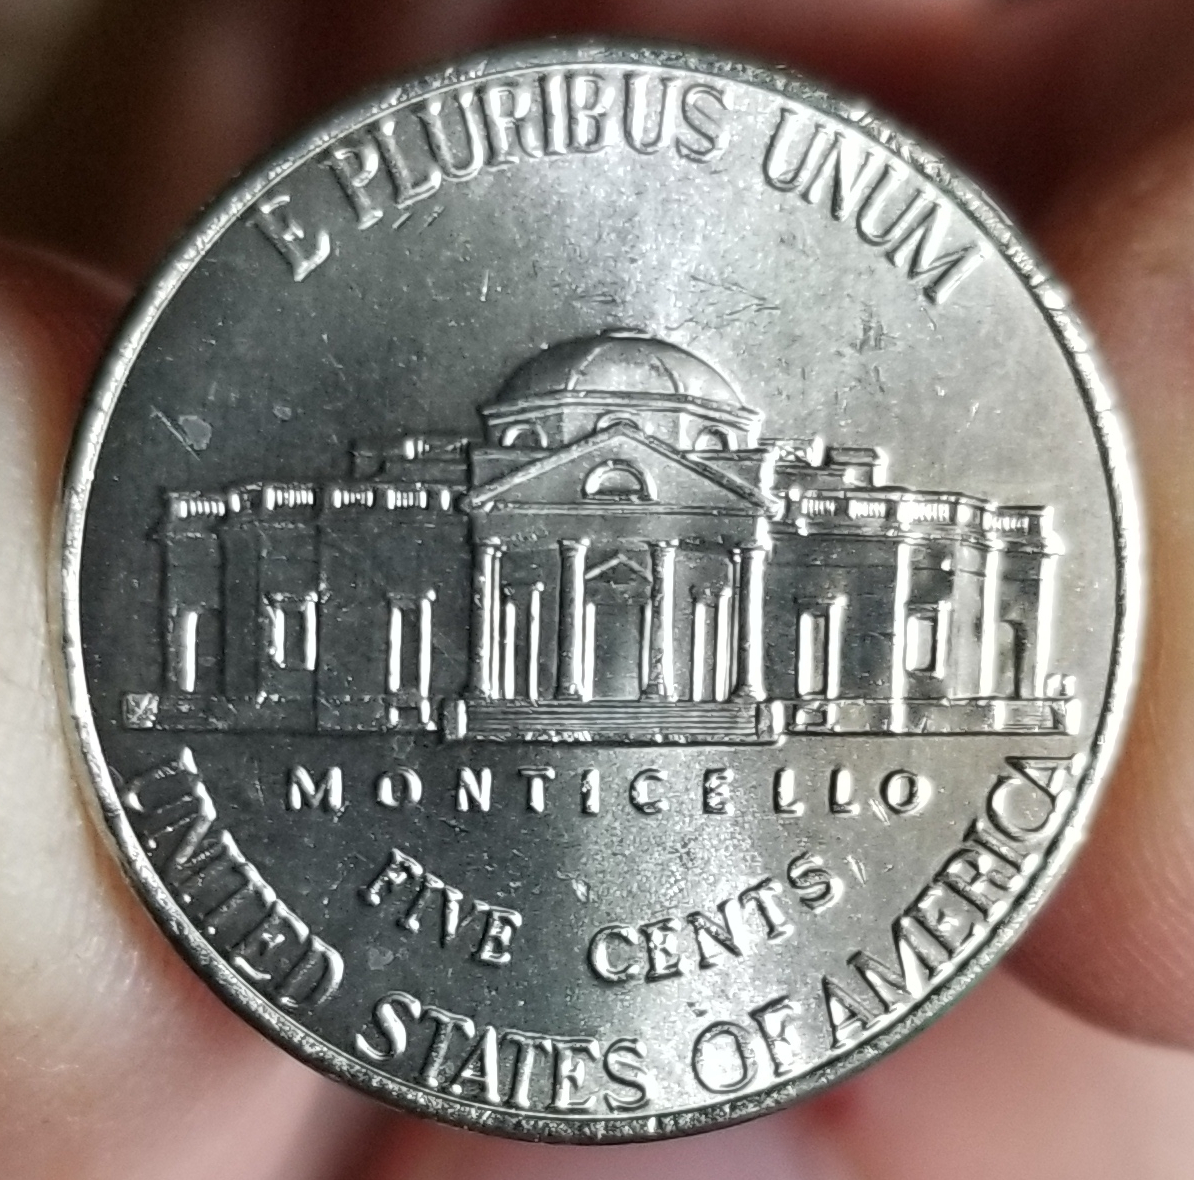 E PLURIBUS UNUM
MONTICELLO
FIVE CENTS
UNITED STATES OF AMERICA